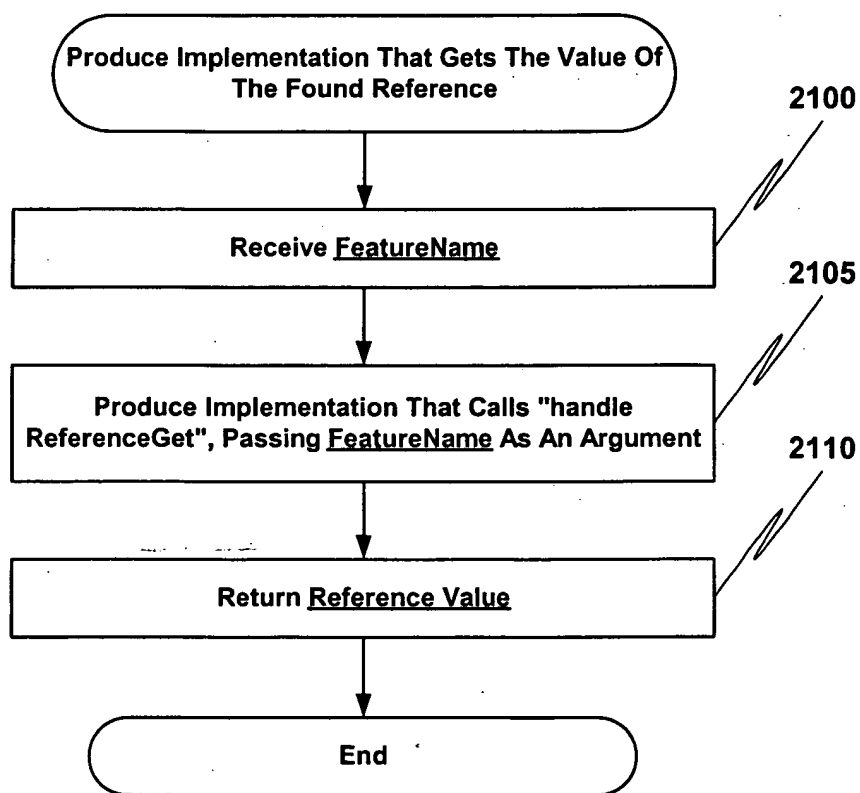 Produce Implementation That Gets The Value Of
The Found Reference
2100
Receive FeatureName
2105
Produce Implementation That Calls "handle
ReferenceGet", Passing FeatureName As An Argument
2110
Return Reference Value
End